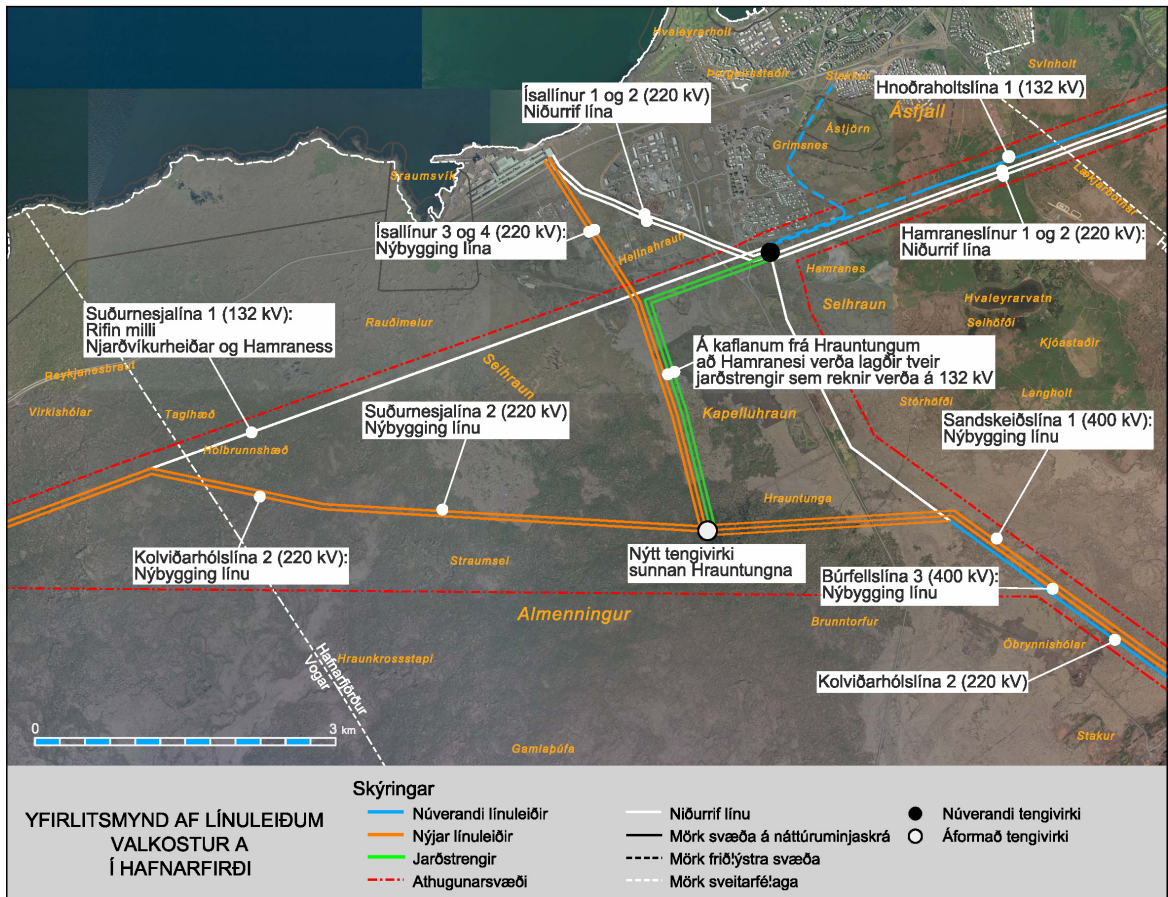 Hvaleyrarholt
Þorgeirsstaðir
Stekkur
Svínholt
Ísallínur 1 og 2 (220 kV)
Niðurrif lína
Hnoðraholtslína 1 (132 kV)
Ásfjall
Ástjörn
Grímsnes
Straumsvík
Lækjarbotnar
Ísallínur 3 og 4 (220 kV):
Nýbygging lína
Hellnahraun
Hamraneslínur 1 og 2 (220 kV):
Niðurrif lína
Hamranes
Selhraun
Hvaleyrarvatn
Selhöfði
Kjóastaðir
Suðurnesjalína 1 (132 kV):
Rifin milli
Njarðvíkurheiðar og Hamraness
Rauðimelur
Selhraun
Á kaflanum frá Hrauntungum
að Hamranesi verða lagðir tveir
jarðstrengir sem reknir verða á 132 kV
Reykjanesbraut
Langholt
Stórhöfði
Virkishólar
Taglhæð
Suðurnesjalína 2 (220 kV)
Nýbygging línu
Kapelluhraun
Sandskeiðslína 1 (400 kV):
Nýbygging línu
Hólbrunnshæð
Hrauntunga
Kolviðarhólslína 2 (220 kV):
Nýbygging línu
Straumsel
Nýtt tengivirki
sunnan Hrauntungna
Búrfellslína 3 (400 kV):
Nýbygging línu
Almenningur
Brunntorfur
Óbrynnishólar
Hafnarfjörður
Vogar
Hraunkrossstapi
Kolviðarhólslína 2 (220 kV)
0 3 km
Gamlaþúfa
Stakur
YFIRLITSMYND AF LÍNULEIÐUM
VALKOSTUR A
Í HAFNARFIRÐI
Skýringar
Núverandi línuleiðir
Nýjar línuleiðir
Jarðstrengir
Athugunarsvæði
Niðurrif línu
Mörk svæða á náttúruminjaskrá
Mörk frið!ýstra svæða
Mörk sveitarfé!aga
Núverandi tengivirki
Áformað tengivirki